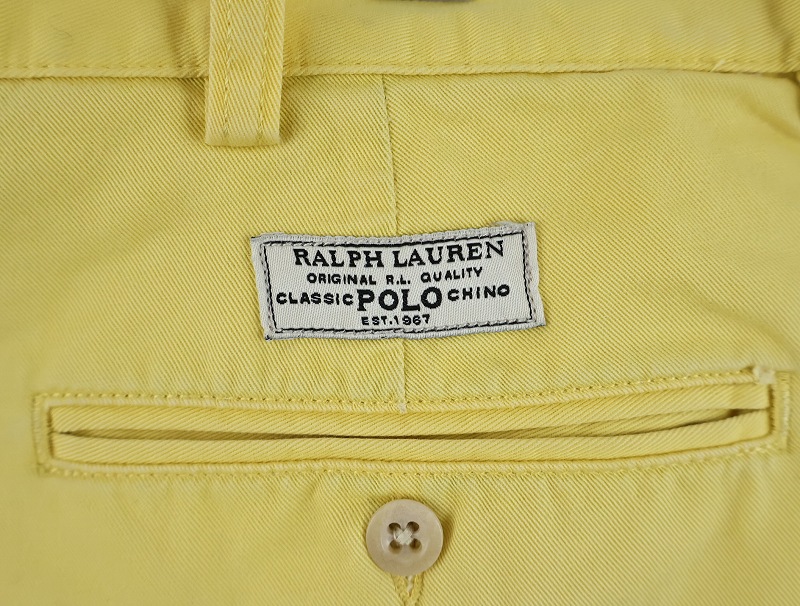 RALPH LAUREN
ORIGINAL R.L. QUALITY
CLASSIC POLO CHINO
EST. 1967